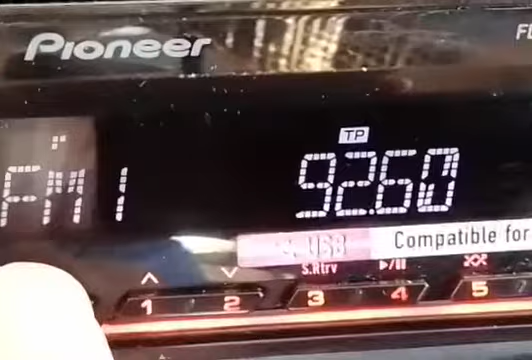 Pioneer
TP
FM 1
92.60
USB
Compatible for
S.Rtrv
1
2
3
4
5